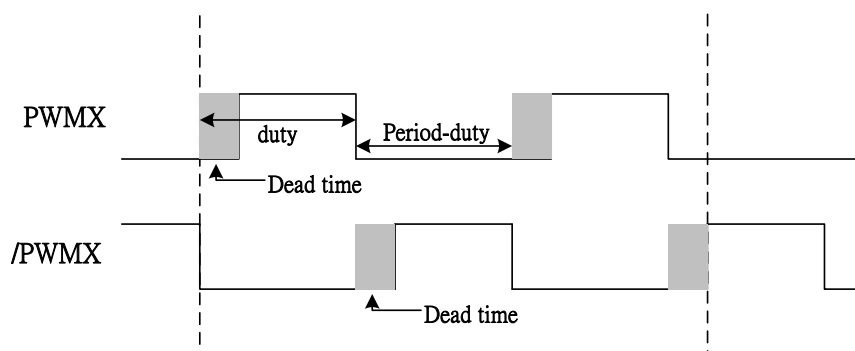 PWMX
duty
Period-duty
Dead time
/PWMX
Dead time